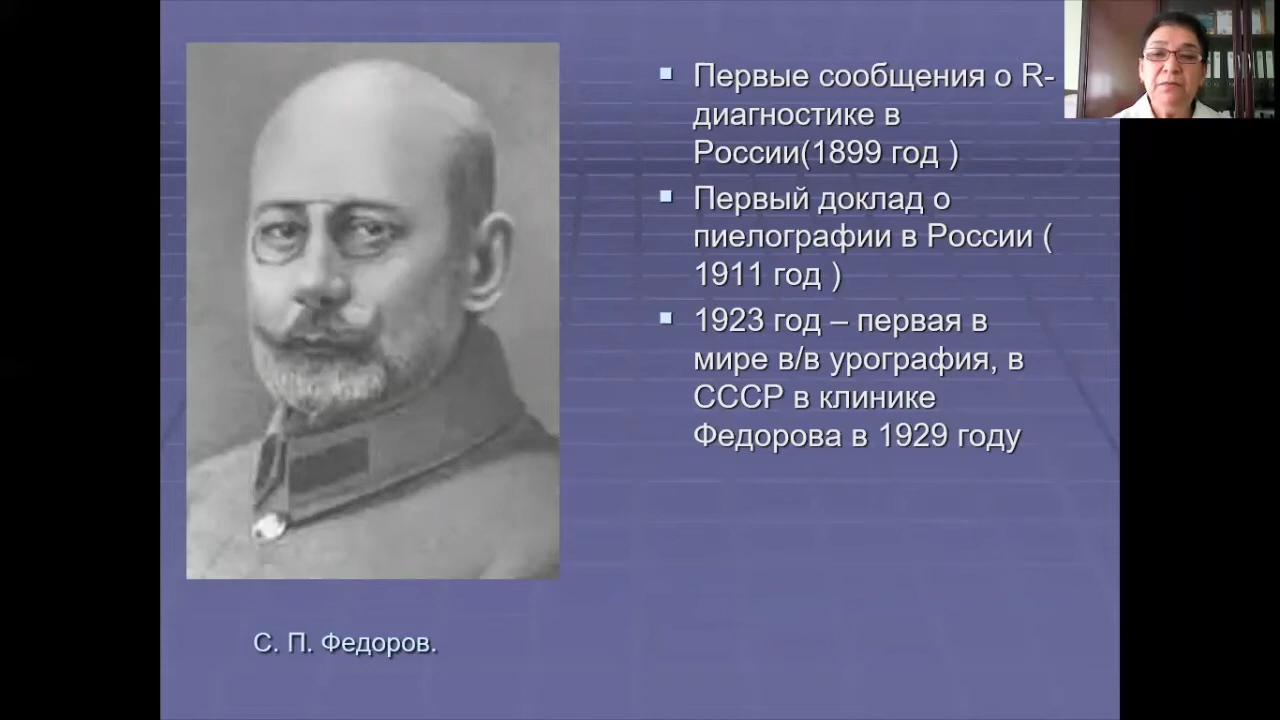 Первые сообщения о R-
диагностике в
России(1899 год )
Первый доклад о
пиелографии в России (
1911 год )
1923 год – первая в
мире в/в урография, в
СССР в клинике
Федорова в 1929 году
С. П. Федоров.